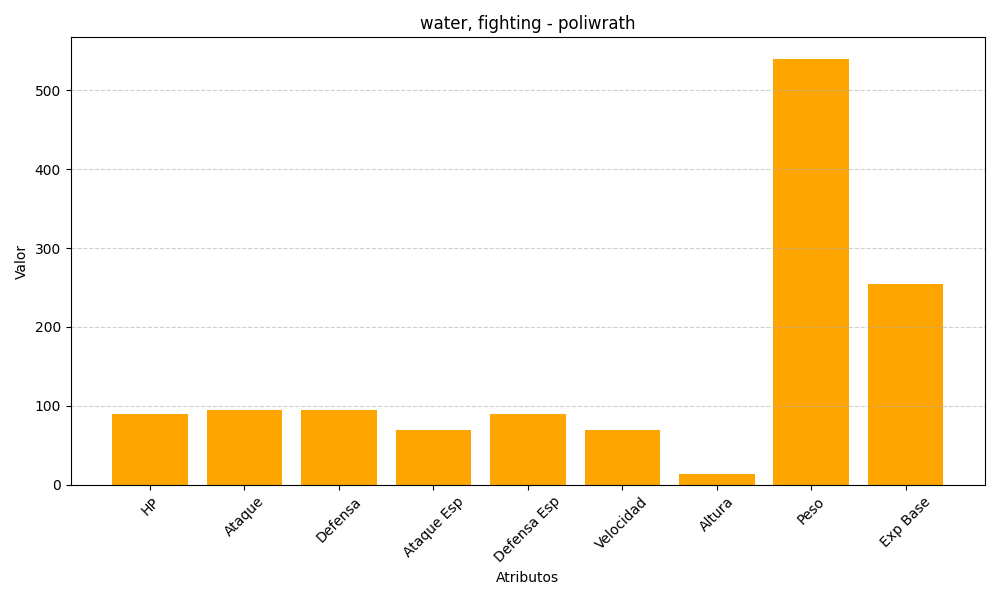 water, fighting - poliwrath
Valor
500
400
300
200
100
0
HP
Ataque
Defensa
Ataque Esp
Defensa Esp
Velocidad
Altura
Peso
Exp Base
Atributos